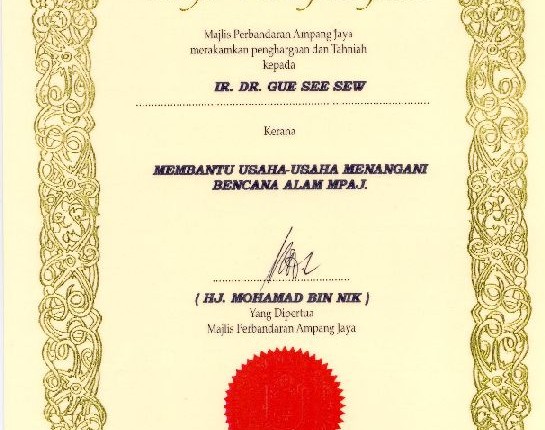 Majlis Perbandaran Ampang Jaya
merakamkan penghargaan dan Tahniah
kepada
IR. DR. GUE SEE SEW
Kerana
MEMBANTU USAHA-USAHA MENANGANI
BENCANA ALAM MPAJ.
( HJ. MOHAMAD BIN NIK )
Yang Dipertua
Majlis Perbandaran Ampang Jaya